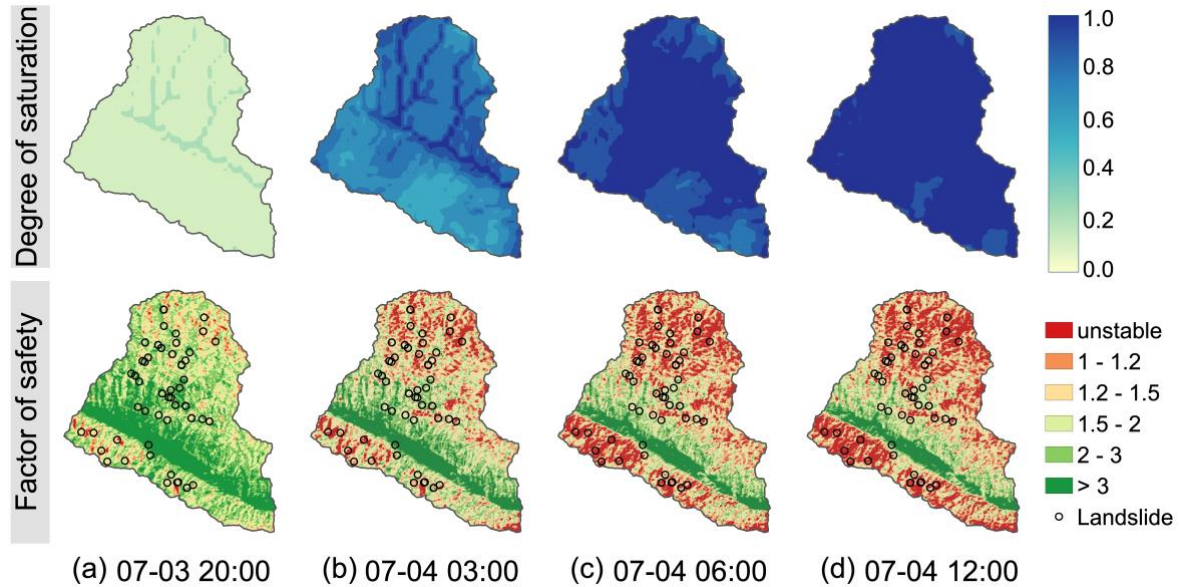 Degree of saturation
1.0
0.8
0.6
0.4
0.2
0.0
Factor of safety
unstable
1 - 1.2
1.2 - 1.5
1.5 - 2
2 - 3
> 3
Landslide
(a) 07-03 20:00
(b) 07-04 03:00
(c) 07-04 06:00
(d) 07-04 12:00